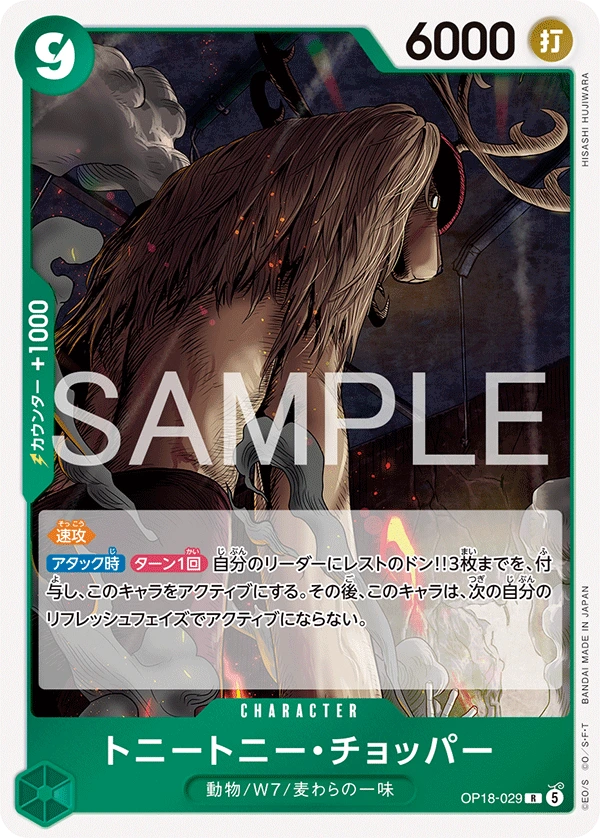 9
6000
打
HISASHI HUJIWARA
カウンター +1000
SAMPLE
速攻
アタック時 ターン1回 自分のリーダーにレストのドン!!3枚までを、付
与し、このキャラをアクティブにする。その後、このキャラは、次の自分の
リフレッシュフェイズでアクティブにならない。
CHARACTER
トニートニー・チョッパー
動物/W7/麦わらの一味
OP18-029 R 5
©E.O/S ©O/S・F・T BANDAI MADE IN JAPAN